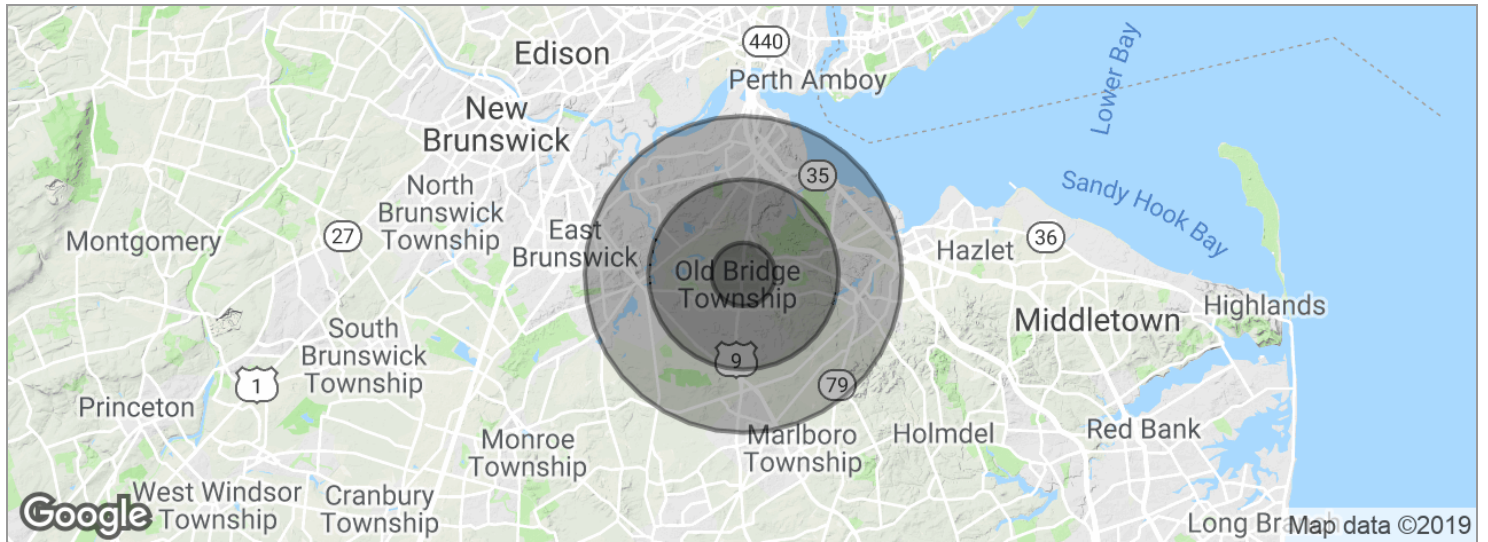 440
Edison
Perth Amboy
Lower Bay
New
Brunswick
35
Sandy Hook Bay
North
Brunswick
Township
27
East
Brunswick
Montgomery
Hazlet
36
Old Bridge
Township
Highlands
Middletown
South
Brunswick
Township
9
1
79
Princeton
Marlboro
Township
Holmdel
Red Bank
Monroe
Township
West Windsor
Township
Cranbury
Township
Google
Long Br
Map data ©2019